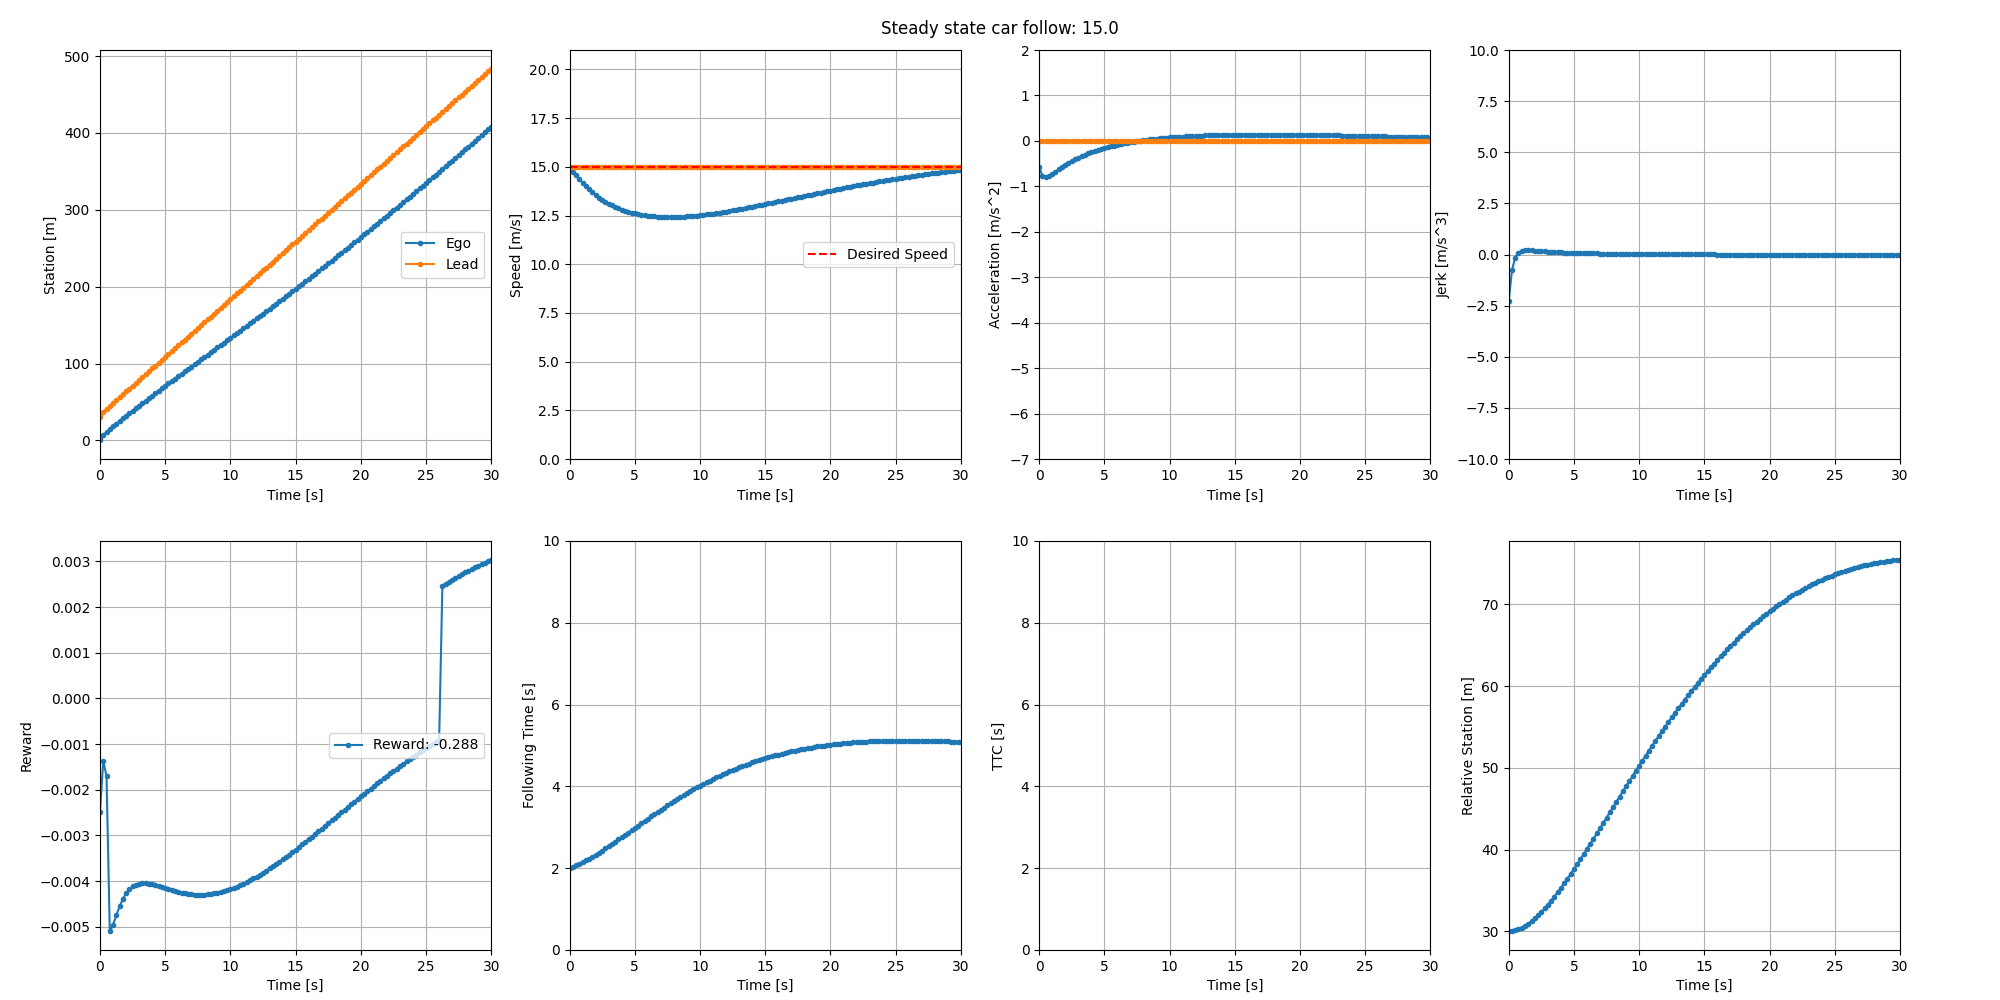 Steady state car follow: 15.0
Station [m]
500
400
300
200
100
0
Ego
Lead
0 5 10 15 20 25 30
Time [s]
Speed [m/s]
20.0
17.5
15.0
12.5
10.0
7.5
5.0
2.5
0.0
Desired Speed
0 5 10 15 20 25 30
Time [s]
Acceleration [m/s^2]
2
1
0
−1
−2
−3
−4
−5
−6
−7
0 5 10 15 20 25 30
Time [s]
Jerk [m/s^3]
10.0
7.5
5.0
2.5
0.0
−2.5
−5.0
−7.5
−10.0
0 5 10 15 20 25 30
Time [s]
Reward
0.003
0.002
0.001
0.000
−0.001
−0.002
−0.003
−0.004
−0.005
Reward: -0.288
0 5 10 15 20 25 30
Time [s]
Following Time [s]
10
8
6
4
2
0
0 5 10 15 20 25 30
Time [s]
TTC [s]
10
8
6
4
2
0
0 5 10 15 20 25 30
Time [s]
Relative Station [m]
70
60
50
40
30
0 5 10 15 20 25 30
Time [s]